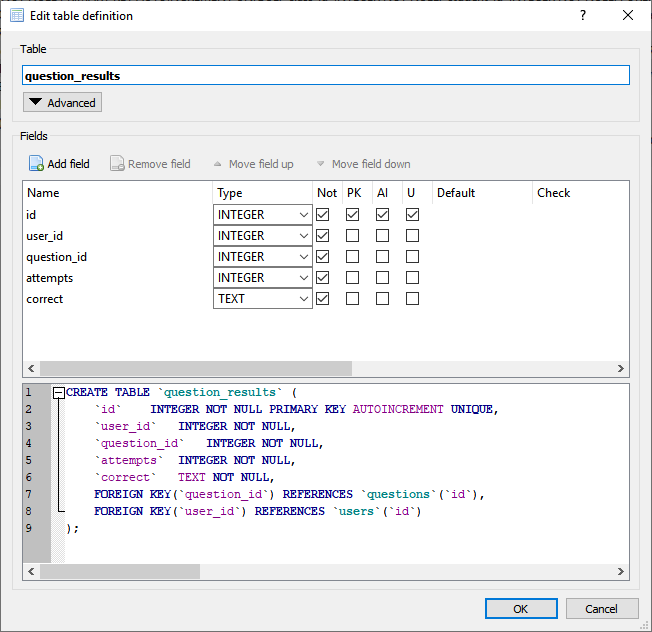 Edit table definition
Table
question_results
Advanced
Fields
Add field Remove field Move field up Move field down
Name Type Not PK AI U Default Check
id INTEGER
user_id INTEGER
question_id INTEGER
attempts INTEGER
correct TEXT
1 CREATE TABLE `question_results` (
2 `id` INTEGER NOT NULL PRIMARY KEY AUTOINCREMENT UNIQUE,
3 `user_id` INTEGER NOT NULL,
4 `question_id` INTEGER NOT NULL,
5 `attempts` INTEGER NOT NULL,
6 `correct` TEXT NOT NULL,
7 FOREIGN KEY(`question_id`) REFERENCES `questions`(`id`),
8 FOREIGN KEY(`user_id`) REFERENCES `users`(`id`)
9 );
OK Cancel